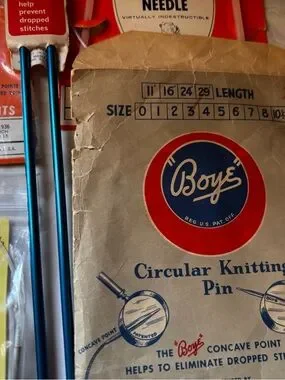 help
prevent
dropped
stitches
NEEDLE
VIRTUALLY INDESTRUCTIBLE
11" 16" 24" 29" LENGTH
SIZE 0 1 2 3 4 5 6 7 8 10½
"Boye"
REG. U.S. PAT. OFF.
Circular Knitting
Pin
CONCAVE POINT
PATENTED
THE "Boye" CONCAVE POINT
HELPS TO ELIMINATE DROPPED ST